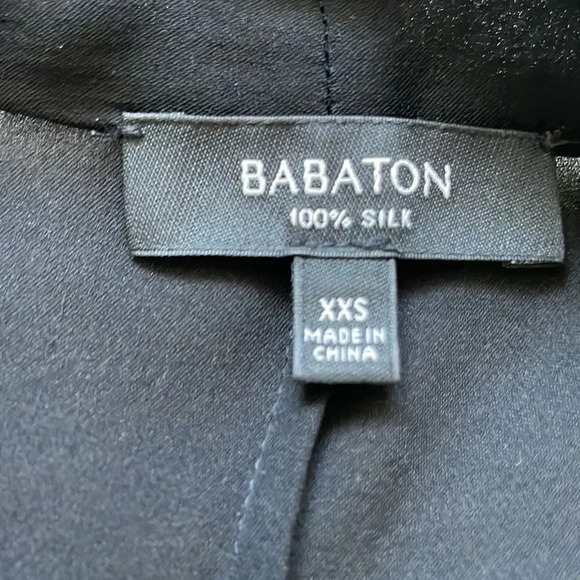 BABATON
100% SILK
XXS
MADE IN
CHINA